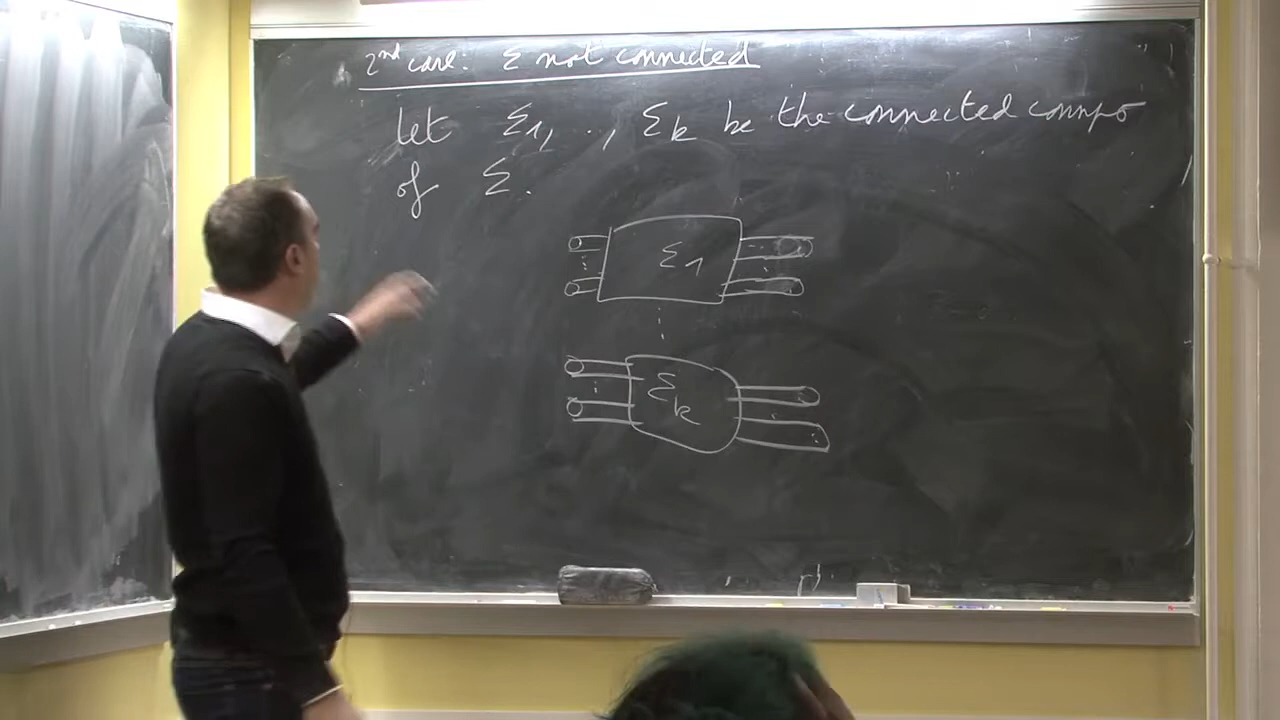 2nd case: Σ not connected
let Σ1, .., Σk be the connected compo
of Σ.
Σ1
Σk